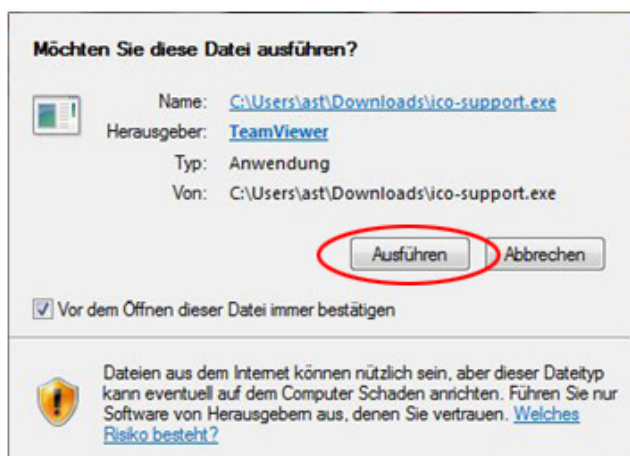 Möchten Sie diese Datei ausführen?
Name: C:\Users\ast\Downloads\ico-support.exe
Herausgeber: TeamViewer
Typ: Anwendung
Von: C:\Users\ast\Downloads\ico-support.exe
Ausführen Abbrechen
Vor dem Öffnen dieser Datei immer bestätigen
Dateien aus dem Internet können nützlich sein, aber dieser Dateityp
kann eventuell auf dem Computer Schaden anrichten. Führen Sie nur
Software von Herausgebern aus, denen Sie vertrauen. Welches
Risiko besteht?